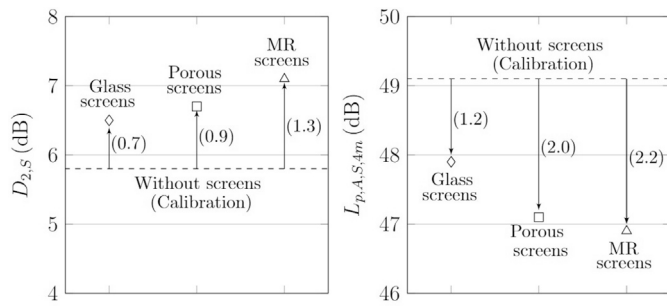 8
7
6
5
4
D2,S (dB)
Glass
screens
Porous
screens
MR
screens
(0.7)
(0.9)
(1.3)
Without screens
(Calibration)
50
49
48
47
46
Lp,A,S,4m (dB)
Without screens
(Calibration)
(1.2)
(2.0)
(2.2)
Glass
screens
Porous
screens
MR
screens